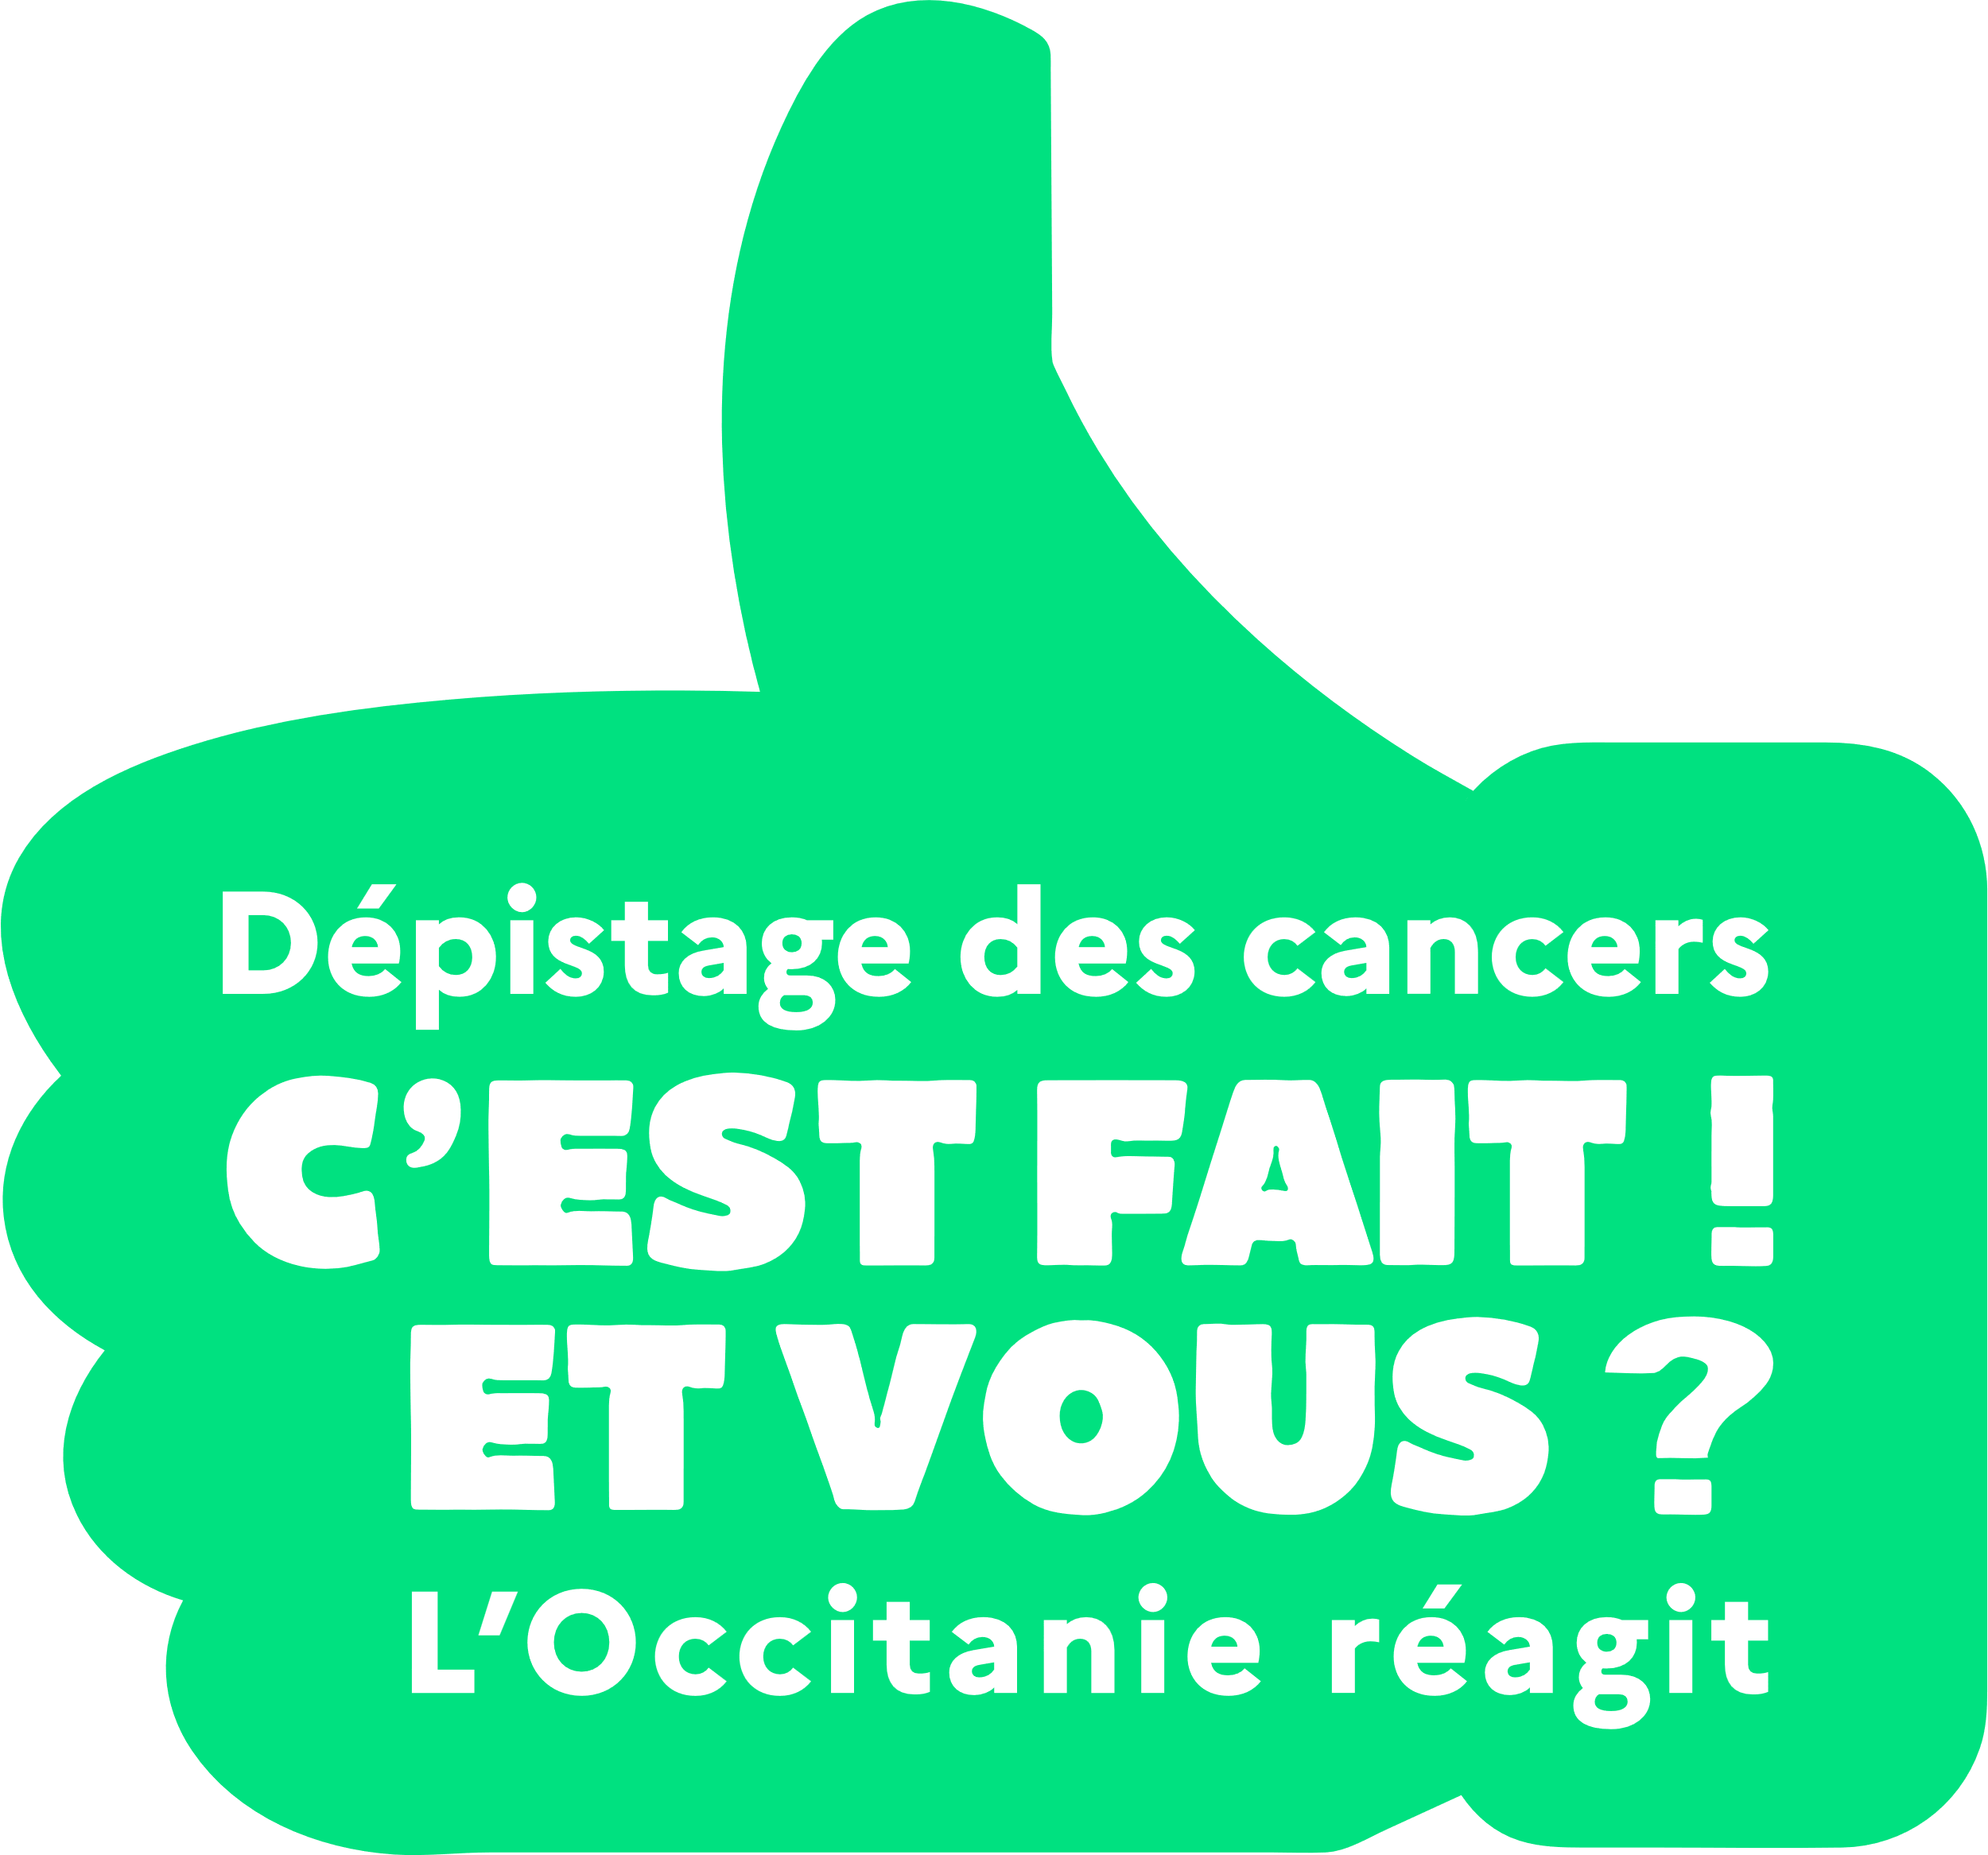 Dépistage des cancers
C'EST FAIT !
ET VOUS ?
L'Occitanie réagit